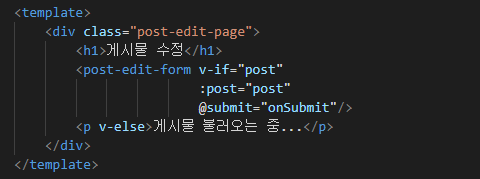 <template>
<div class="post-edit-page">
<h1>게시물 수정</h1>
<post-edit-form v-if="post"
:post="post"
@submit="onSubmit"/>
<p v-else>게시물 불러오는 중...</p>
</div>
</template>